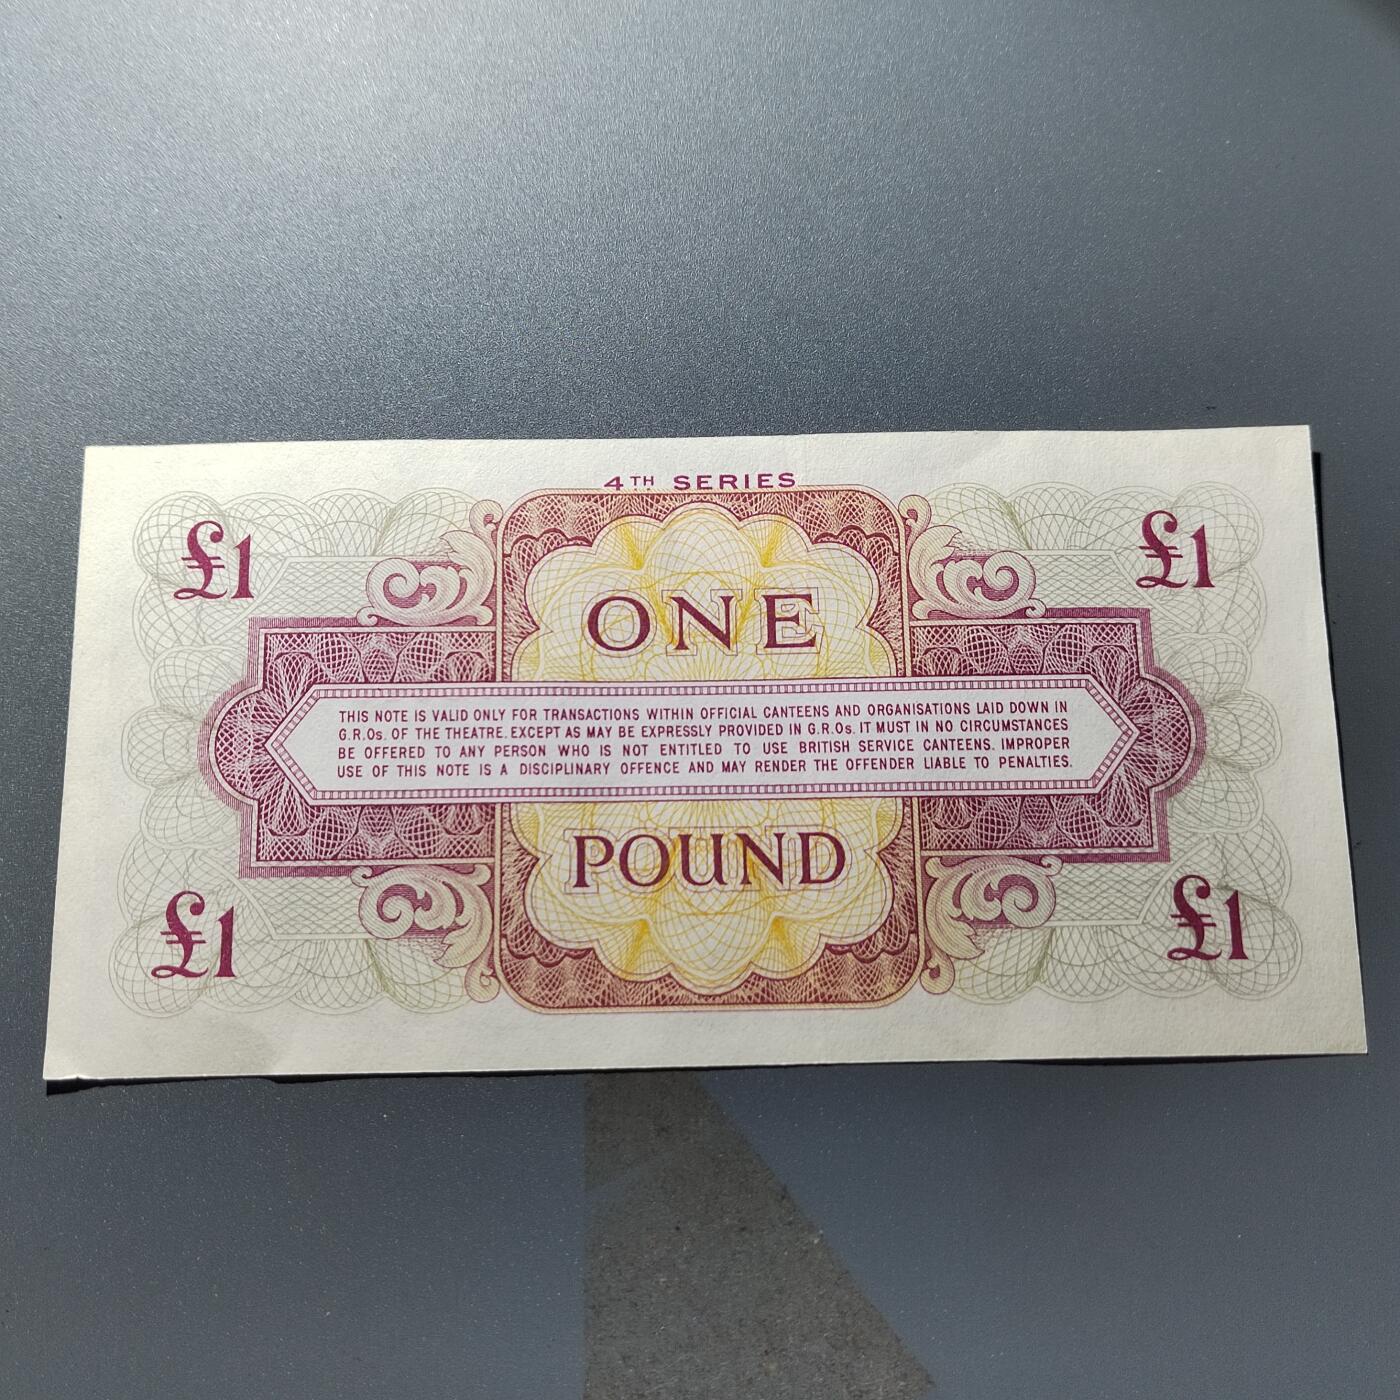 4TH SERIES
£1 £1
ONE
THIS NOTE IS VALID ONLY FOR TRANSACTIONS WITHIN OFFICIAL CANTEENS AND ORGANISATIONS LAID DOWN IN
G.R.Os. OF THE THEATRE. EXCEPT AS MAY BE EXPRESSLY PROVIDED IN G.R.Os. IT MUST IN NO CIRCUMSTANCES
BE OFFERED TO ANY PERSON WHO IS NOT ENTITLED TO USE BRITISH SERVICE CANTEENS. IMPROPER
USE OF THIS NOTE IS A DISCIPLINARY OFFENCE AND MAY RENDER THE OFFENDER LIABLE TO PENALTIES.
POUND
£1 £1